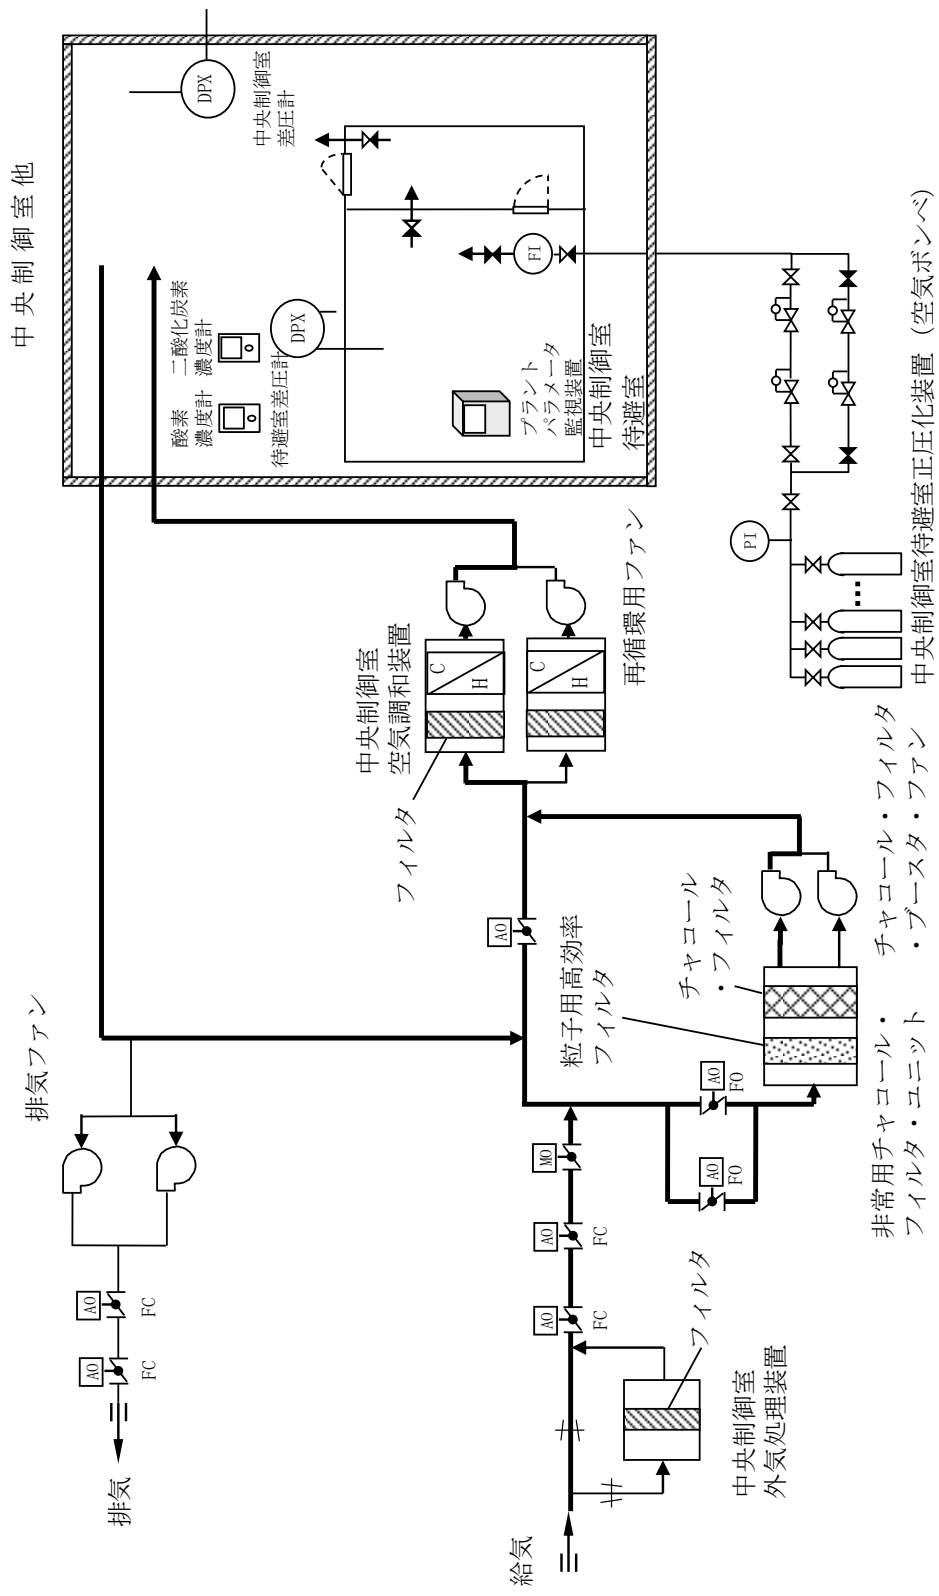 中央制御室他
DPX
中央制御室
差圧計
二酸化炭素
濃度計
酸素
濃度計
DPX
待避室差圧計
FI
プラント
パラメータ
監視装置
中央制御室
待避室
PI
中央制御室待避室正圧化装置（空気ボンベ）
中央制御室
空気調和装置
C
H
C
H
再循環用ファン
フィルタ
AO
排気ファン
AO
FC
AO
FC
排気
チャコール
・フィルタ
粒子用高効率
フィルタ
チャコール・フィルタ
・ブースタ・ファン
非常用チャコール・
フィルタ・ユニット
AO
FO
AO
FO
MO
AO
FC
AO
FC
フィルタ
中央制御室
外気処理装置
給気